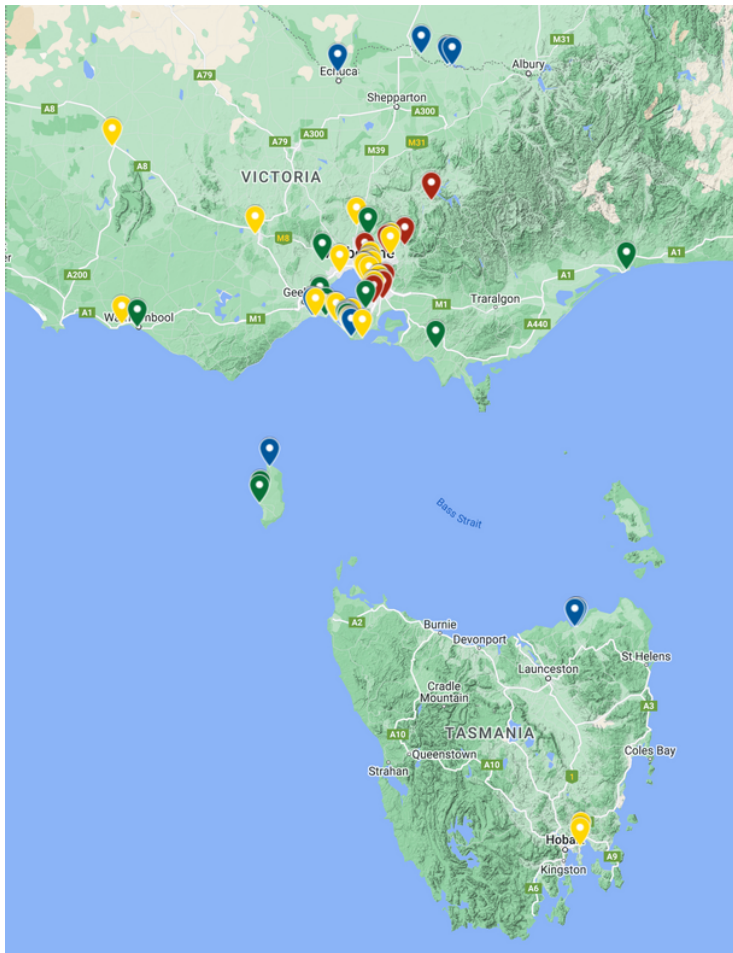 M31
A79
Echuca
Albury
Shepparton
A8
A300
A300
A79
M39
M31
A8
VICTORIA
M8
A200
A1
A1
Traralgon
M1
A1
M1
A440
Bass Strait
A2
Burnie
Devonport
St Helens
Launceston
Cradle
Mountain
A3
A10
TASMANIA
Queenstown
Coles Bay
Strahan
A10
1
Hoba
Kingston
A9
A6